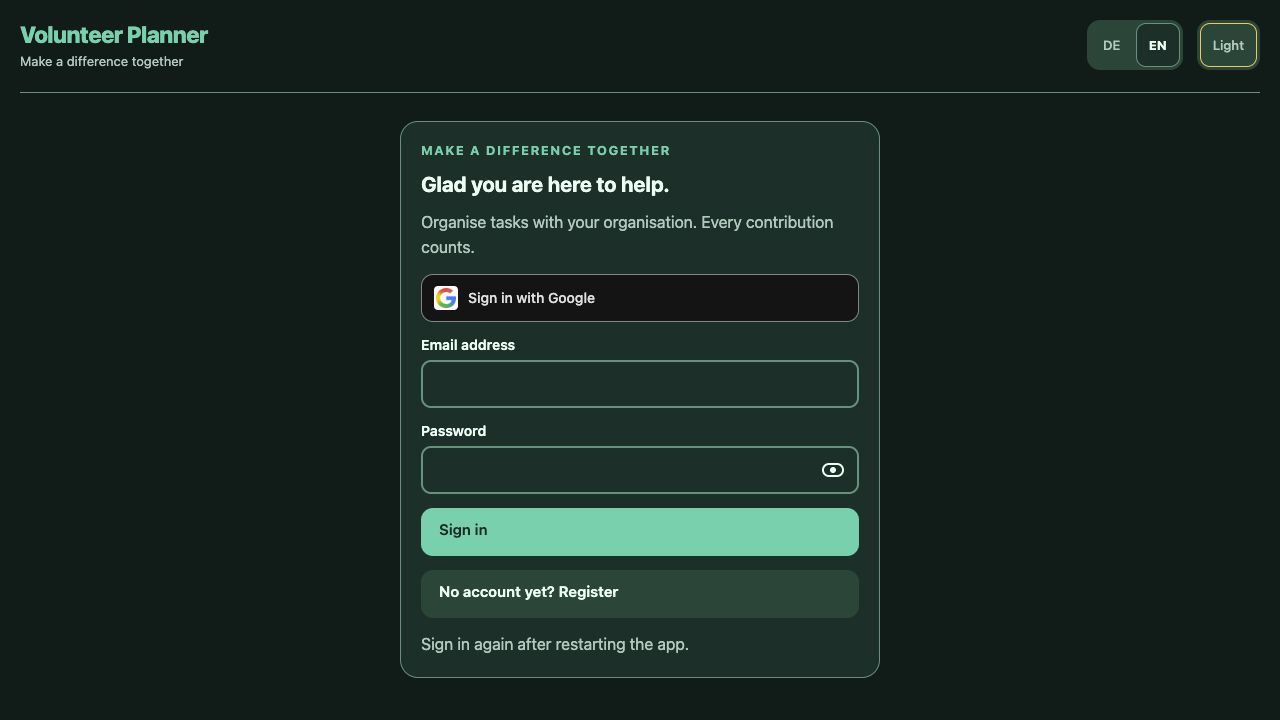 Volunteer Planner
Make a difference together
DE
EN
Light
MAKE A DIFFERENCE TOGETHER
Glad you are here to help.
Organise tasks with your organisation. Every contribution
counts.
Sign in with Google
Email address
Password
Sign in
No account yet? Register
Sign in again after restarting the app.